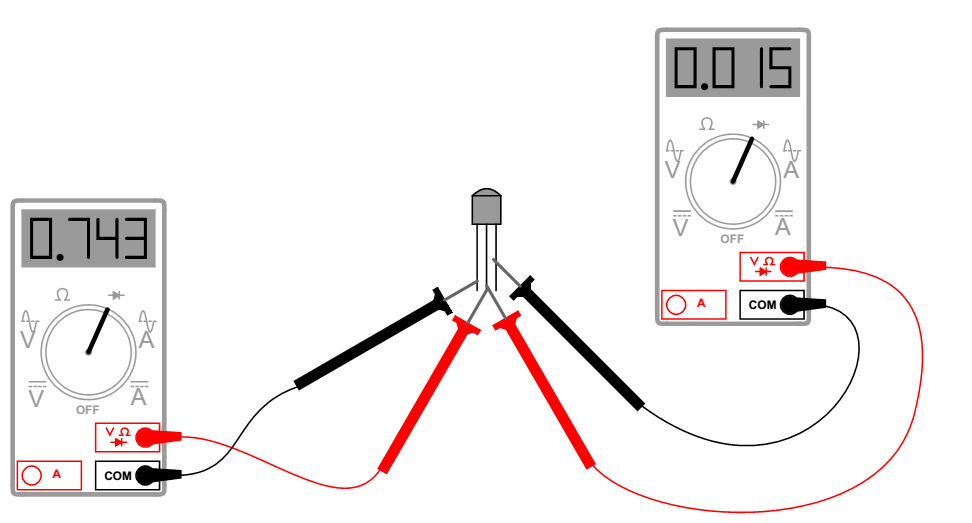 0.015
Ω
V A
V A
OFF
V Ω
A
COM
0.743
Ω
V A
V A
OFF
V Ω
A
COM